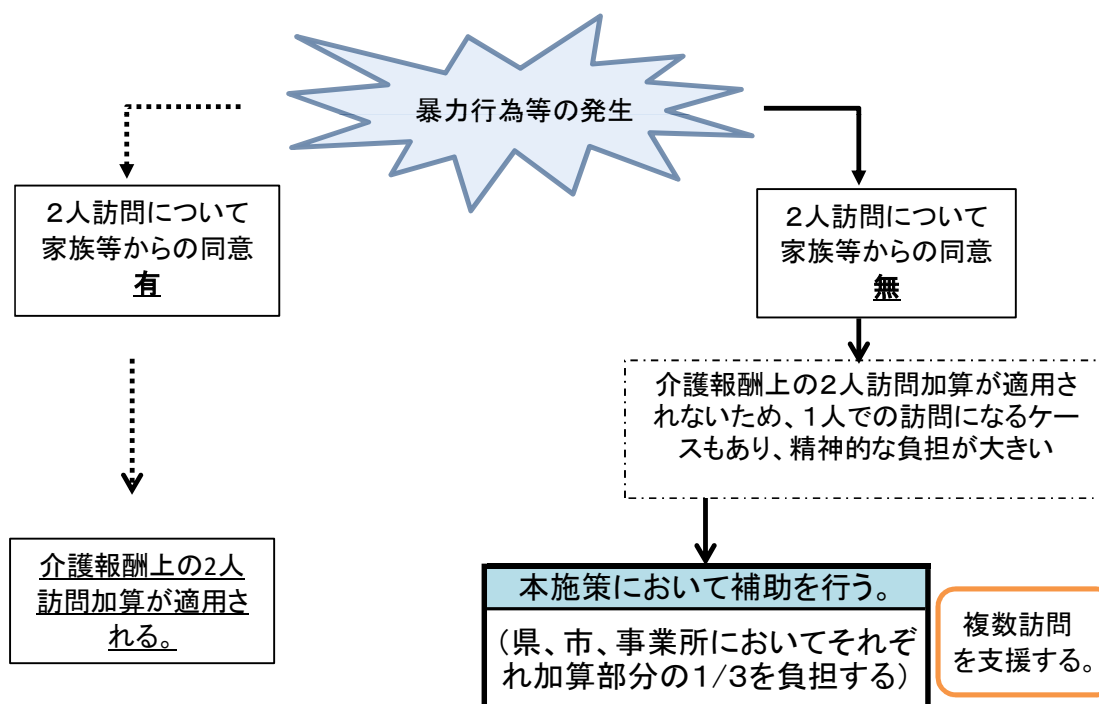 暴力行為等の発生
２人訪問について
家族等からの同意
有
２人訪問について
家族等からの同意
無
介護報酬上の２人訪問加算が適用さ
れないため、１人での訪問になるケー
スもあり、精神的な負担が大きい
介護報酬上の2人
訪問加算が適用さ
れる。
本施策において補助を行う。
（県、市、事業所においてそれぞ
れ加算部分の１/３を負担する）
複数訪問
を支援する。